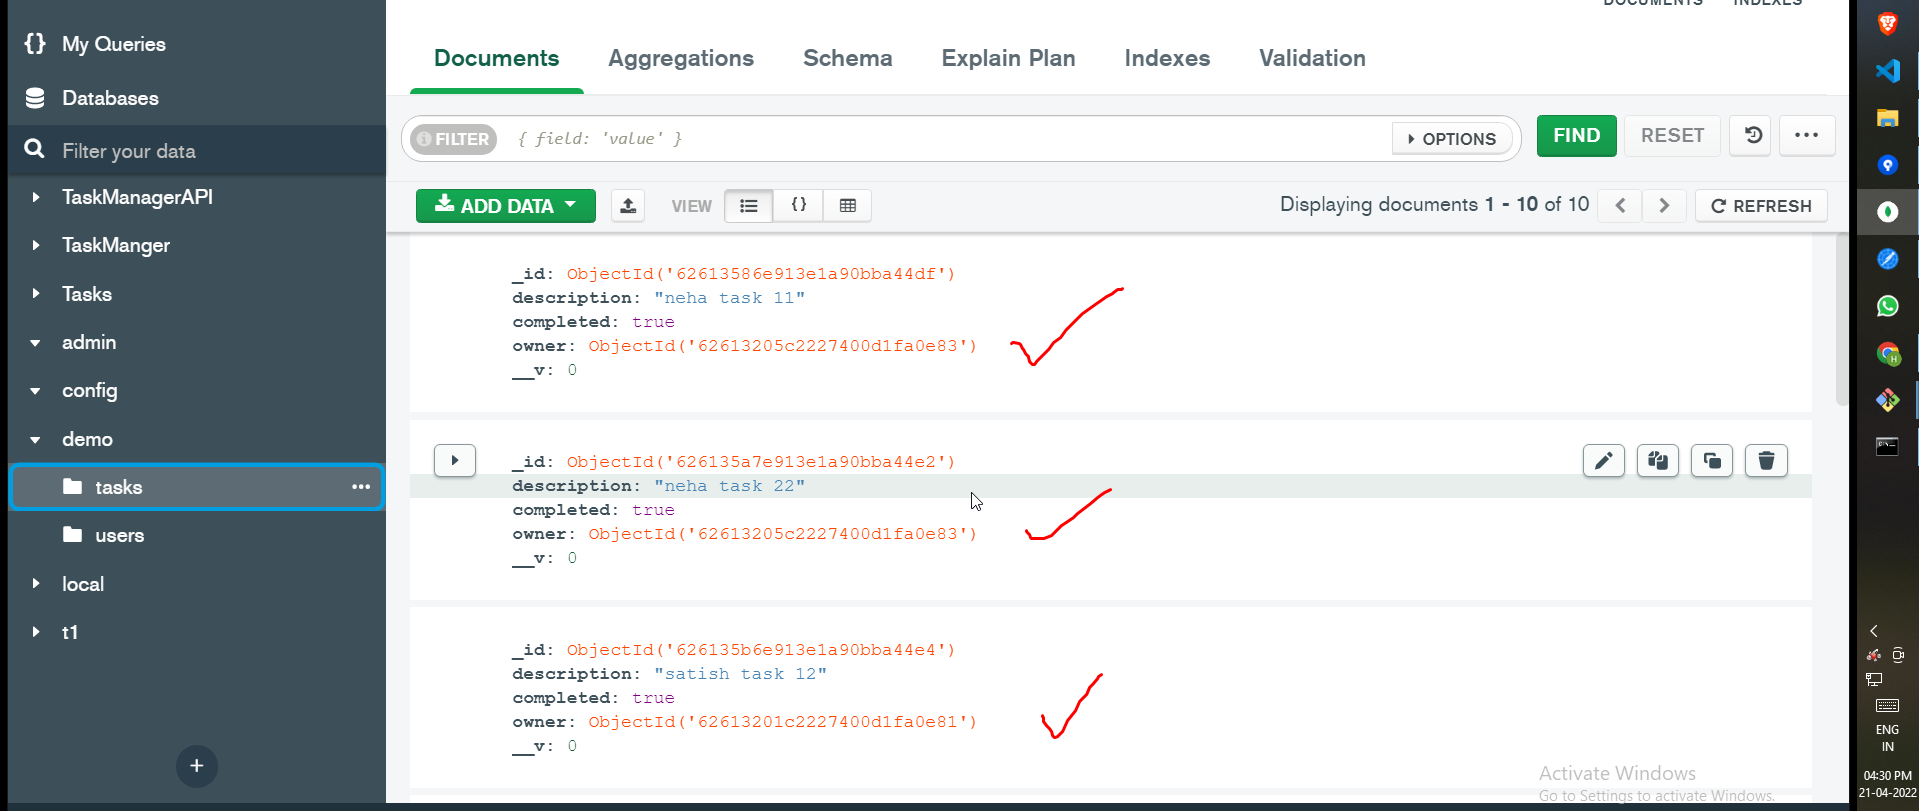 DOCUMENTS INDEXES
My Queries
Databases
Filter your data
TaskManagerAPI
TaskManger
Tasks
admin
config
demo
tasks
users
local
t1
Documents Aggregations Schema Explain Plan Indexes Validation
FILTER { field: 'value' } OPTIONS FIND RESET
ADD DATA VIEW {} Displaying documents 1 - 10 of 10 REFRESH
_id: ObjectId('62613586e913e1a90bba44df')
description: "neha task 11"
completed: true
owner: ObjectId('62613205c2227400d1fa0e83')
__v: 0
_id: ObjectId('626135a7e913e1a90bba44e2')
description: "neha task 22"
completed: true
owner: ObjectId('62613205c2227400d1fa0e83')
__v: 0
_id: ObjectId('626135b6e913e1a90bba44e4')
description: "satish task 12"
completed: true
owner: ObjectId('62613201c2227400d1fa0e81')
__v: 0
Activate Windows
Go to Settings to activate Windows.
ENG
IN
04:30 PM
21-04-2022